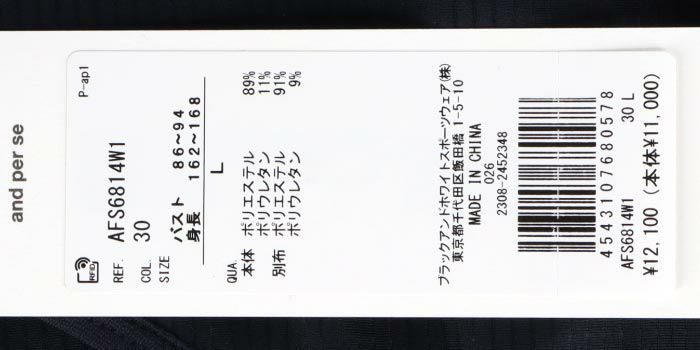 and per se
P-ap1
RFID
REF. AFS6814W1
COL. 30
SIZE バスト 86~94
身長 162~168
L
QUA.
本体 ポリエステル 89%
ポリウレタン 11%
別布 ポリエステル 91%
ポリウレタン 9%
ブラックアンドホワイトスポーツウェア(株)
東京都千代田区飯田橋 1-5-10
MADE IN CHINA
026
2308-2452348
4543107680578
AFS6814W1 30 L
¥12,100 (本体¥11,000)